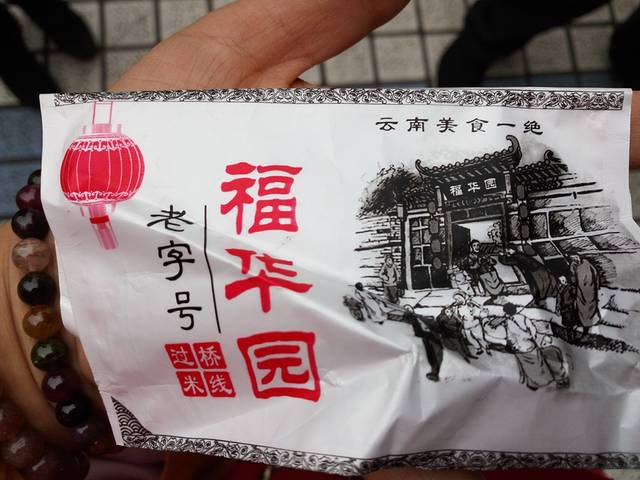 云南美食一绝
福华园
福华园
老字号
过桥
米线